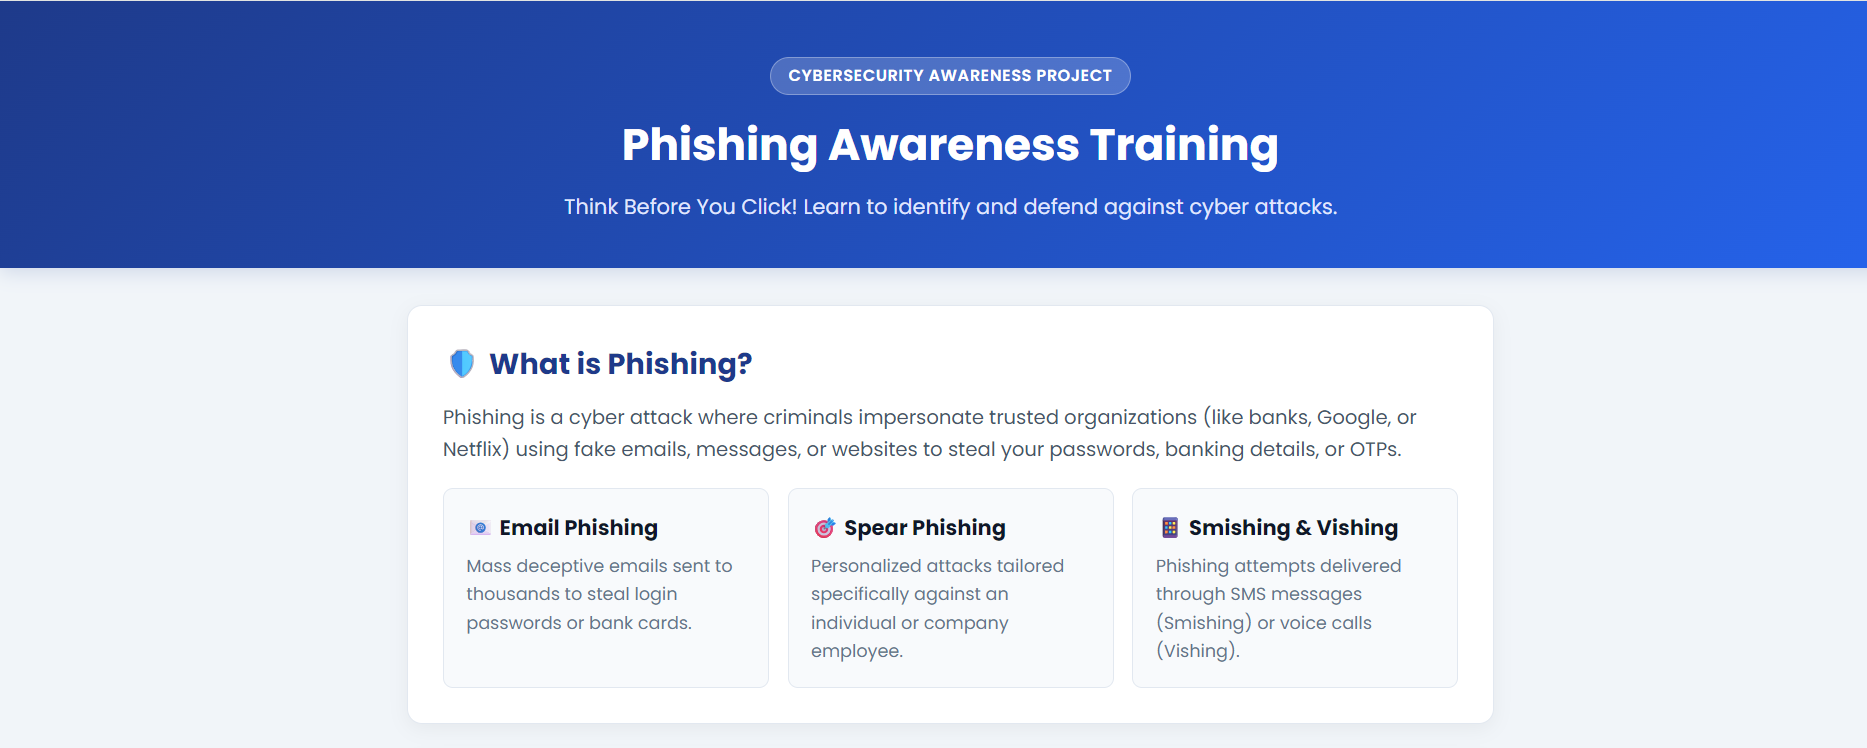 CYBERSECURITY AWARENESS PROJECT
Phishing Awareness Training
Think Before You Click! Learn to identify and defend against cyber attacks.
What is Phishing?
Phishing is a cyber attack where criminals impersonate trusted organizations (like banks, Google, or
Netflix) using fake emails, messages, or websites to steal your passwords, banking details, or OTPs.
Email Phishing
Mass deceptive emails sent to
thousands to steal login
passwords or bank cards.
Spear Phishing
Personalized attacks tailored
specifically against an
individual or company
employee.
Smishing & Vishing
Phishing attempts delivered
through SMS messages
(Smishing) or voice calls
(Vishing).